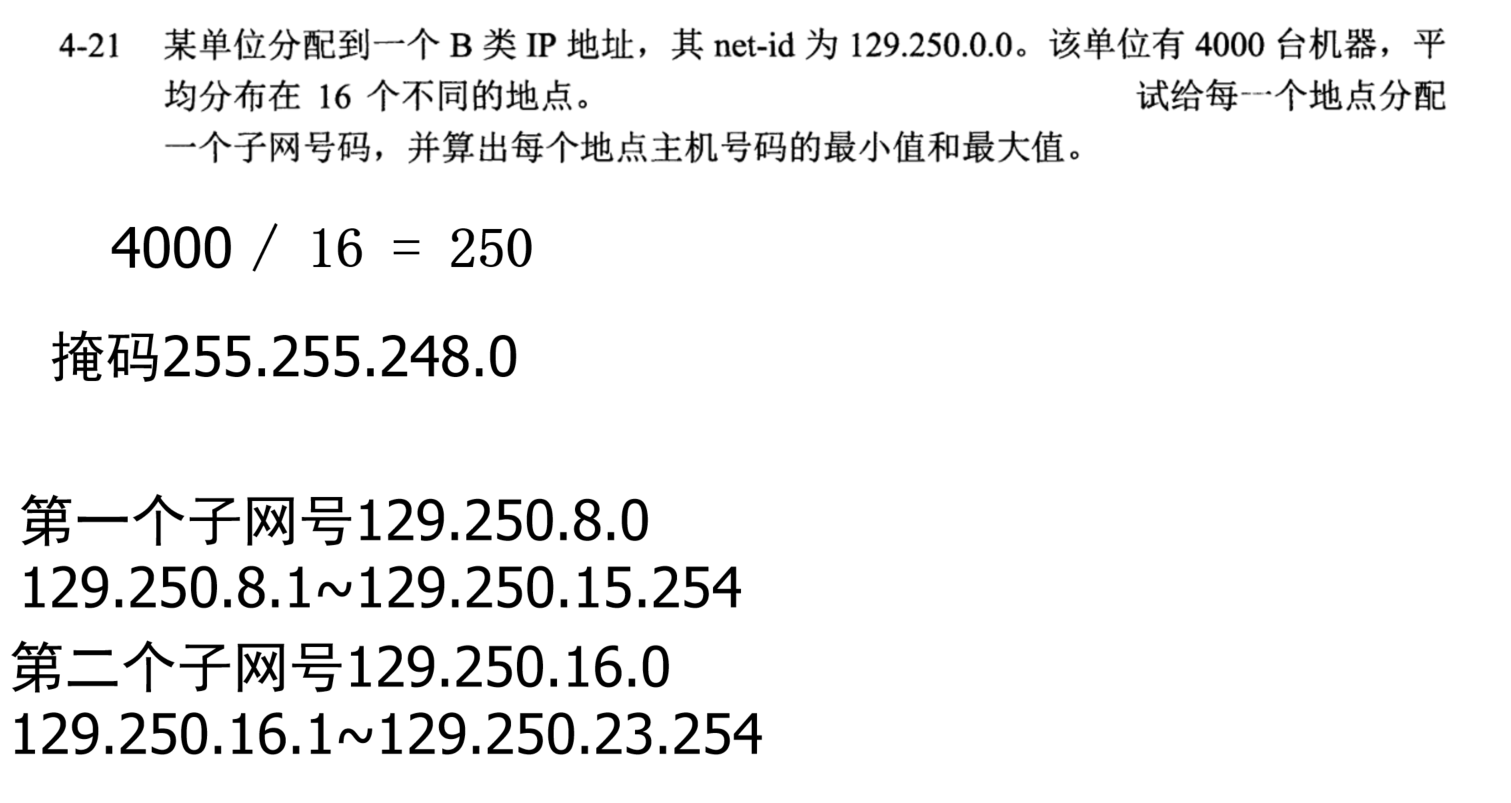 4-21 某单位分配到一个 B 类 IP 地址，其 net-id 为 129.250.0.0。该单位有 4000 台机器，平
均分布在 16 个不同的地点。 试给每一个地点分配
一个子网号码，并算出每个地点主机号码的最小值和最大值。
4000 / 16 = 250
掩码255.255.248.0
第一个子网号129.250.8.0
129.250.8.1~129.250.15.254
第二个子网号129.250.16.0
129.250.16.1~129.250.23.254